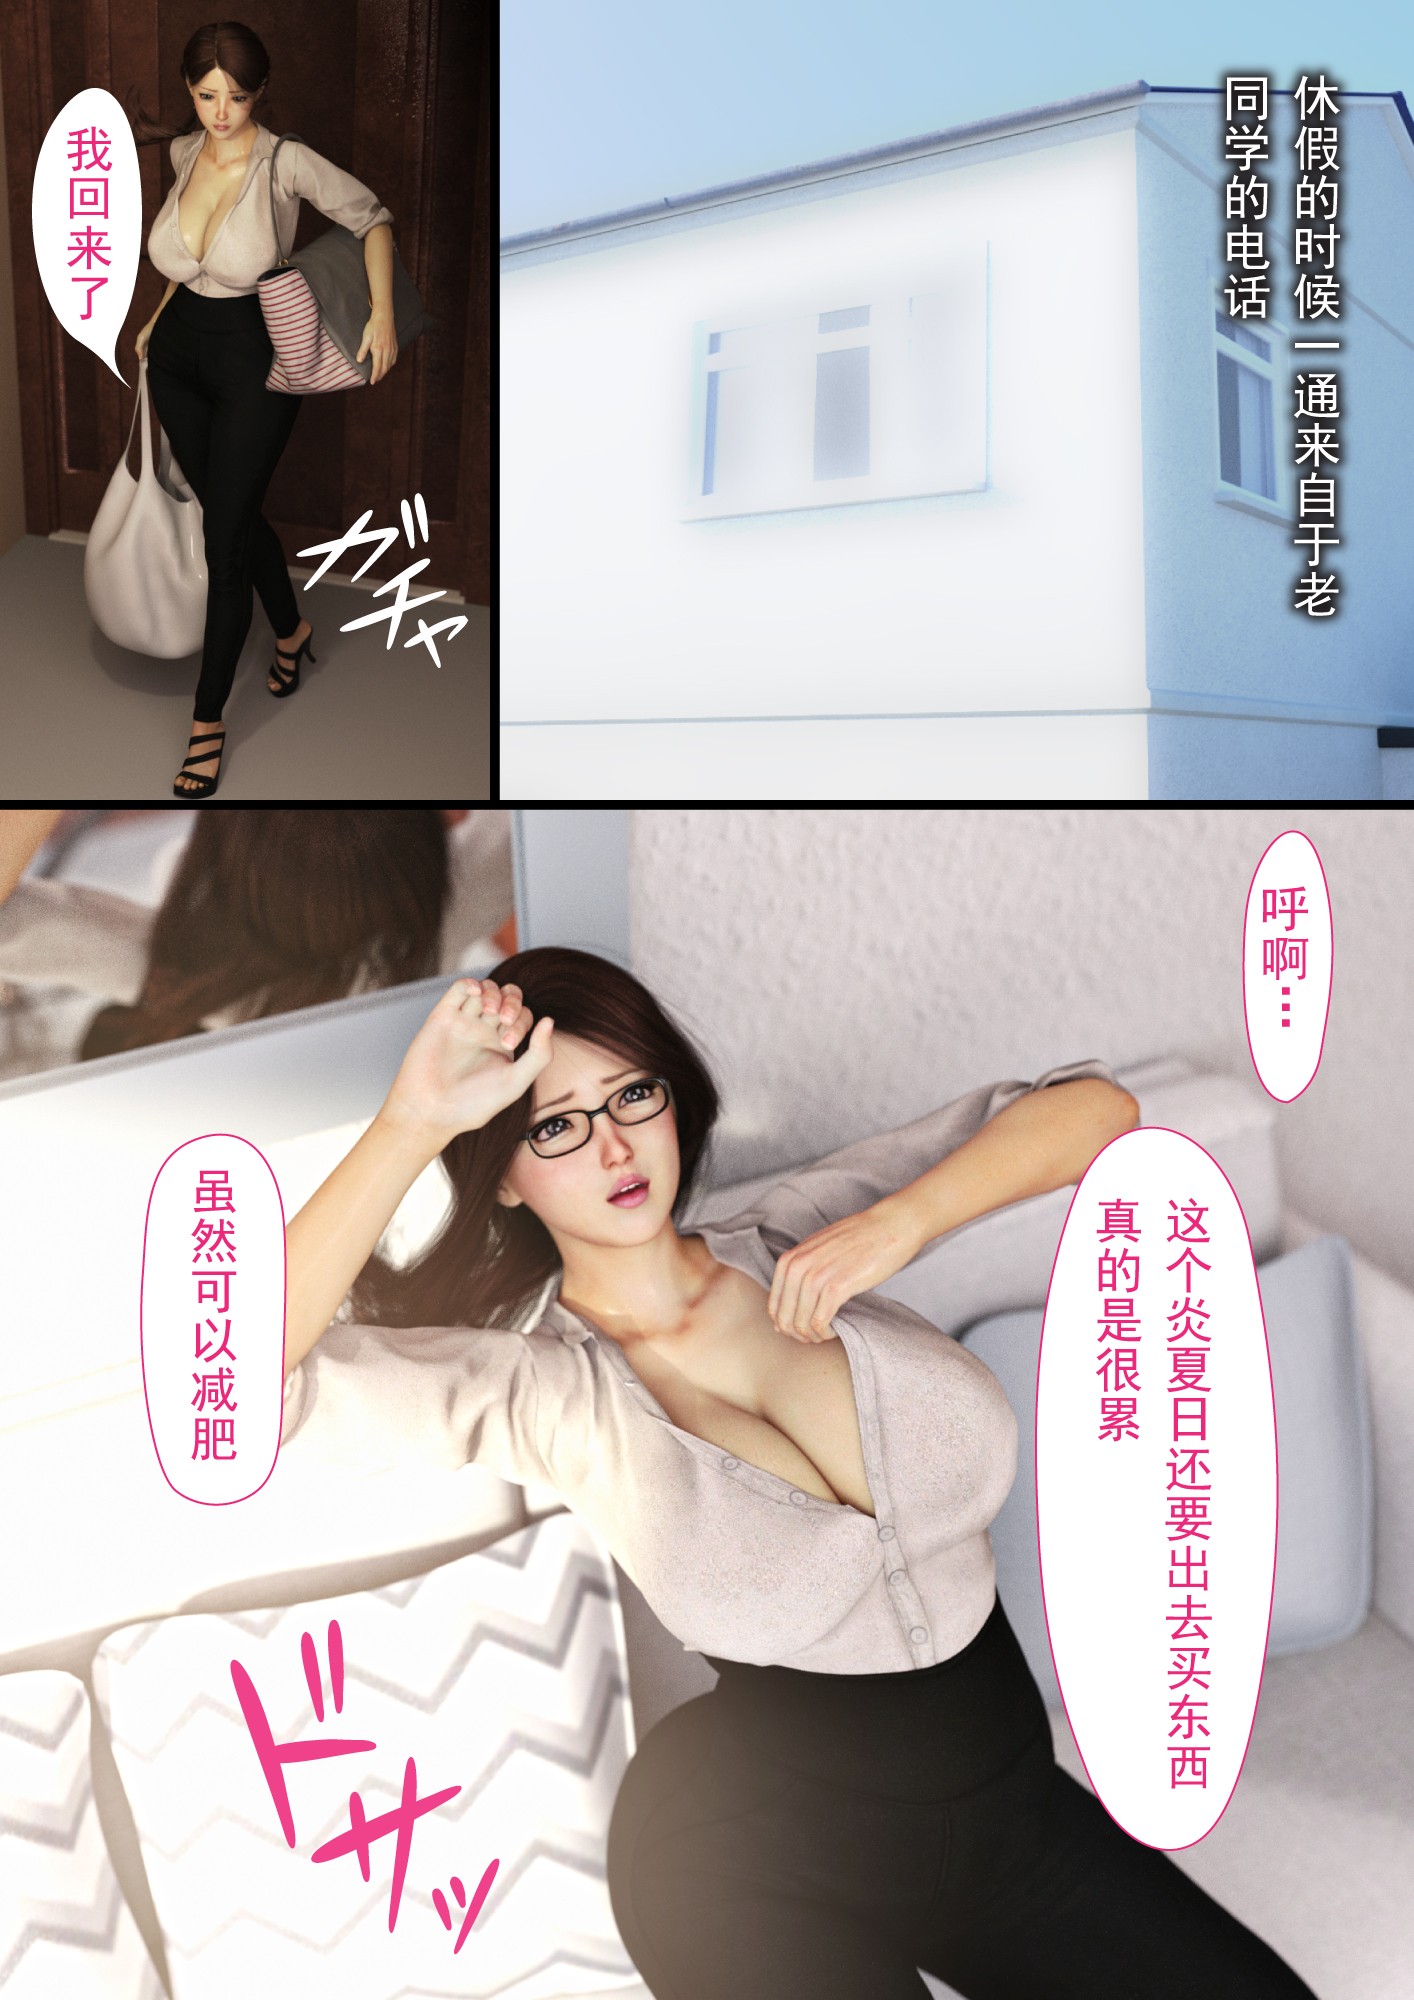 休假的时候一通来自于老
同学的电话
我回来了
ガチャ
呼啊…
这个炎夏日还要出去买东西
真的是很累
虽然可以减肥
ドサッ